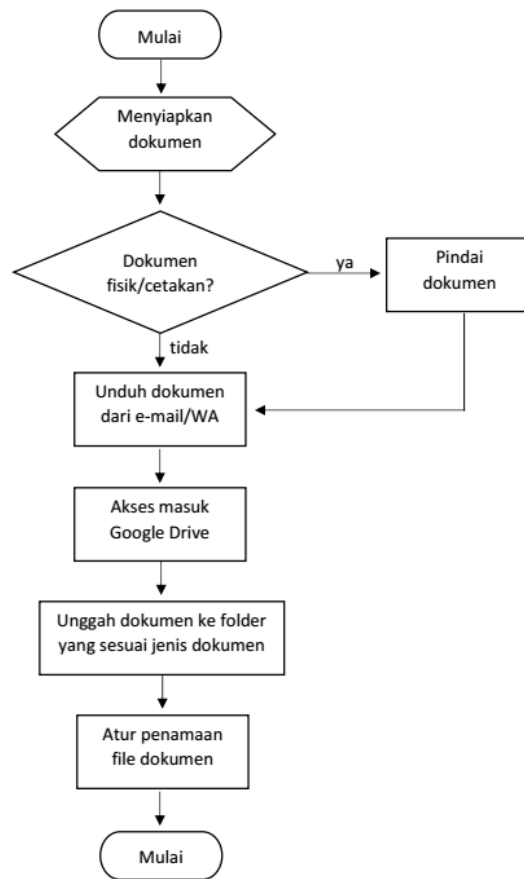 Mulai
Menyiapkan
dokumen
Dokumen
fisik/cetakan?
ya
Pindai
dokumen
tidak
Unduh dokumen
dari e-mail/WA
Akses masuk
Google Drive
Unggah dokumen ke folder
yang sesuai jenis dokumen
Atur penamaan
file dokumen
Mulai